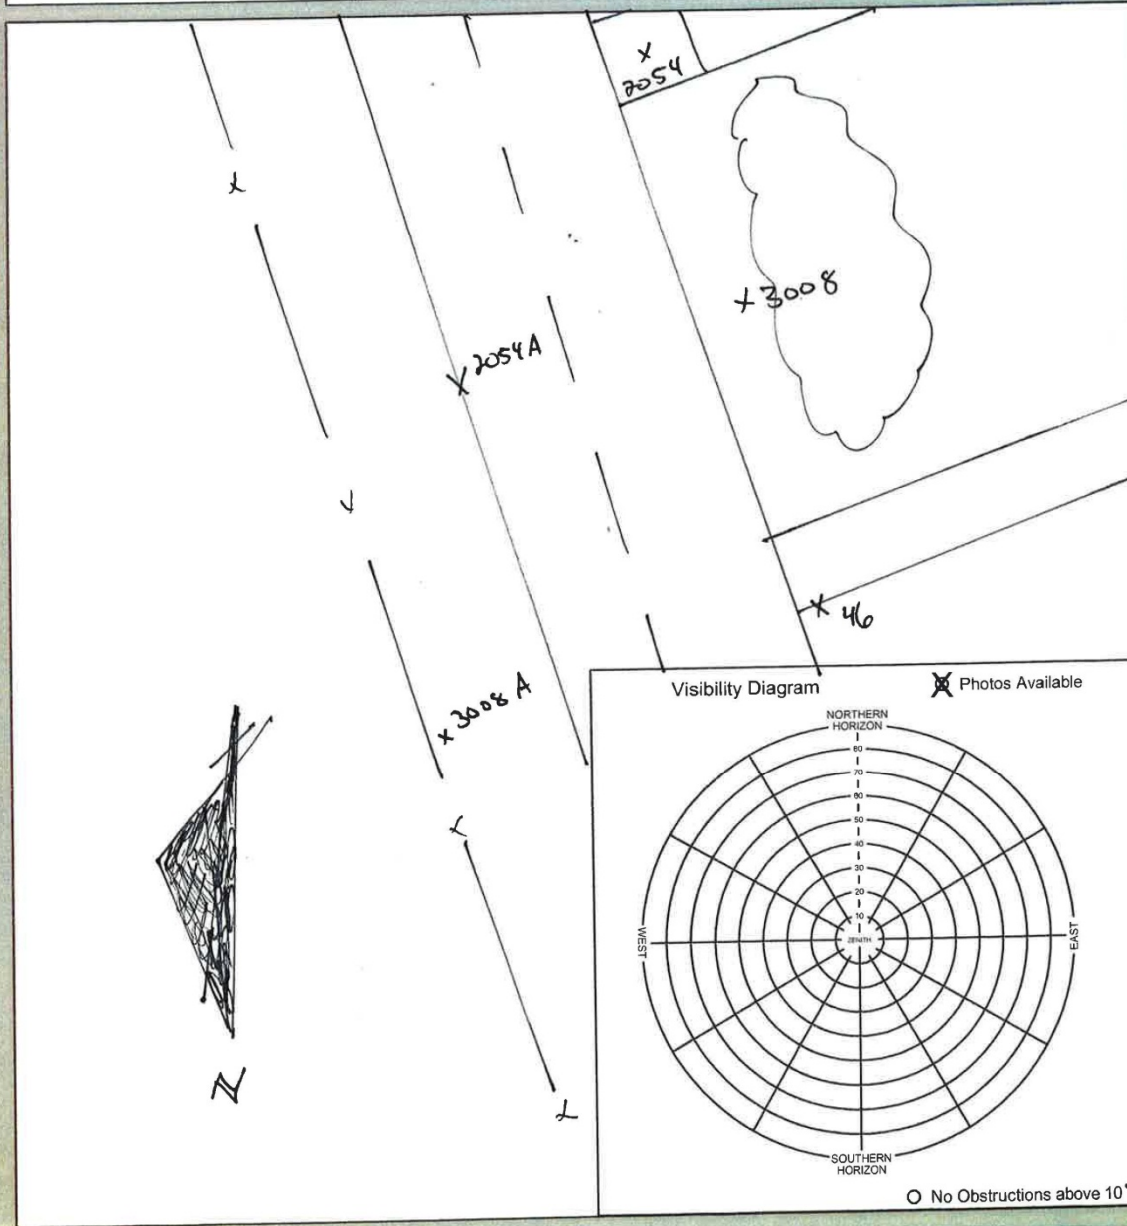 x
2054
x
x 3008
x 2054A
x
x 46
x 3008 A
x
x
N
Visibility Diagram
Photos Available
NORTHERN
HORIZON
80
70
60
50
40
30
20
10
ZENITH
WEST
EAST
SOUTHERN
HORIZON
No Obstructions above 10°